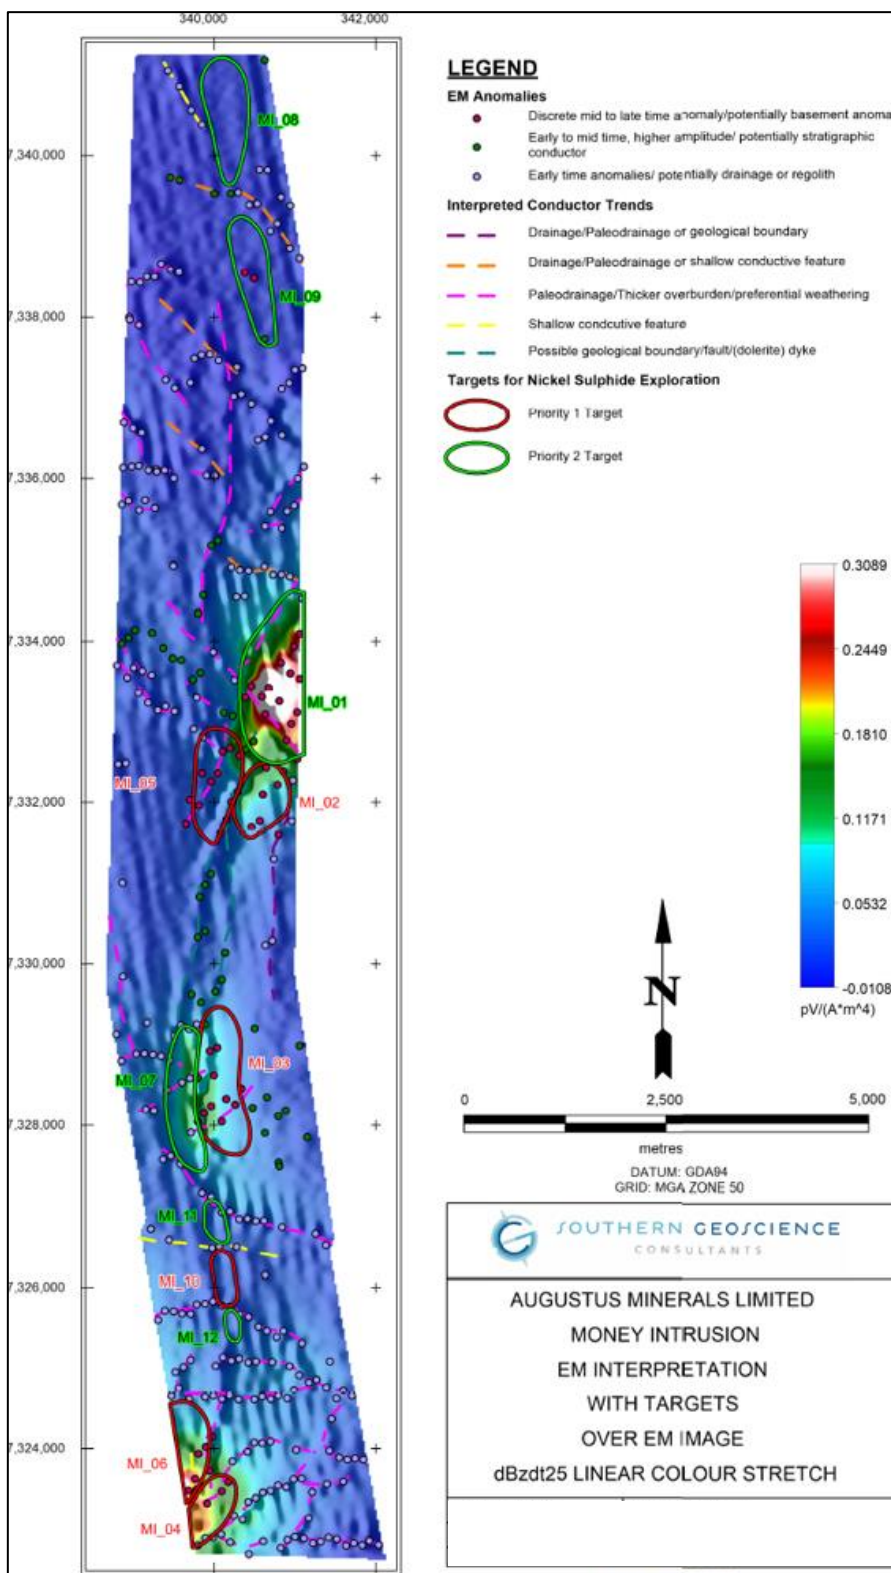 340,000
342,000
LEGEND
EM Anomalies
Discrete mid to late time anomaly/potentially basement anoma
Early to mid time, higher amplitude/ potentially stratigraphic
conductor
Early time anomalies/ potentially drainage or regolith
Interpreted Conductor Trends
Drainage/Paleodrainage or geological boundary
Drainage/Paleodrainage or shallow conductive feature
Paleodrainage/Thicker overburden/preferential weathering
Shallow condcutive feature
Possible geological boundary/fault/(dolerite) dyke
Targets for Nickel Sulphide Exploration
Priority 1 Target
Priority 2 Target
MI_08
7,340,000
MI_09
7,338,000
7,336,000
7,334,000
MI_01
MI_05
MI_02
7,332,000
7,330,000
MI_03
MI_07
7,328,000
MI_11
MI_10
7,326,000
MI_12
7,324,000
MI_06
MI_04
0.3089
0.2449
0.1810
0.1171
0.0532
-0.0108
pV/(A*m^4)
N
0 2,500 5,000
metres
DATUM: GDA94
GRID: MGA ZONE 50
SOUTHERN GEOSCIENCE
CONSULTANTS
AUGUSTUS MINERALS LIMITED
MONEY INTRUSION
EM INTERPRETATION
WITH TARGETS
OVER EM IMAGE
dBzdt25 LINEAR COLOUR STRETCH